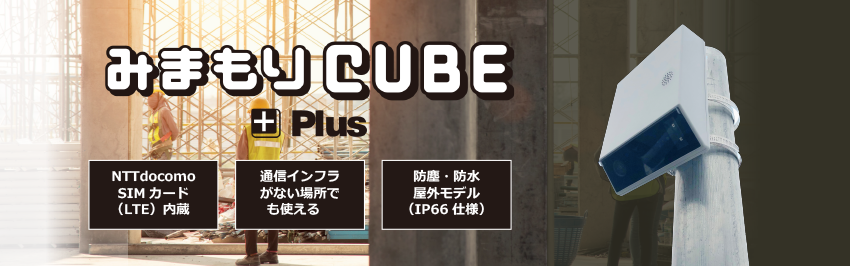 みまもりCUBE
+ Plus
NTTdocomo
SIMカード
（LTE）内蔵
通信インフラ
がない場所で
も使える
防塵・防水
屋外モデル
（IP66仕様）